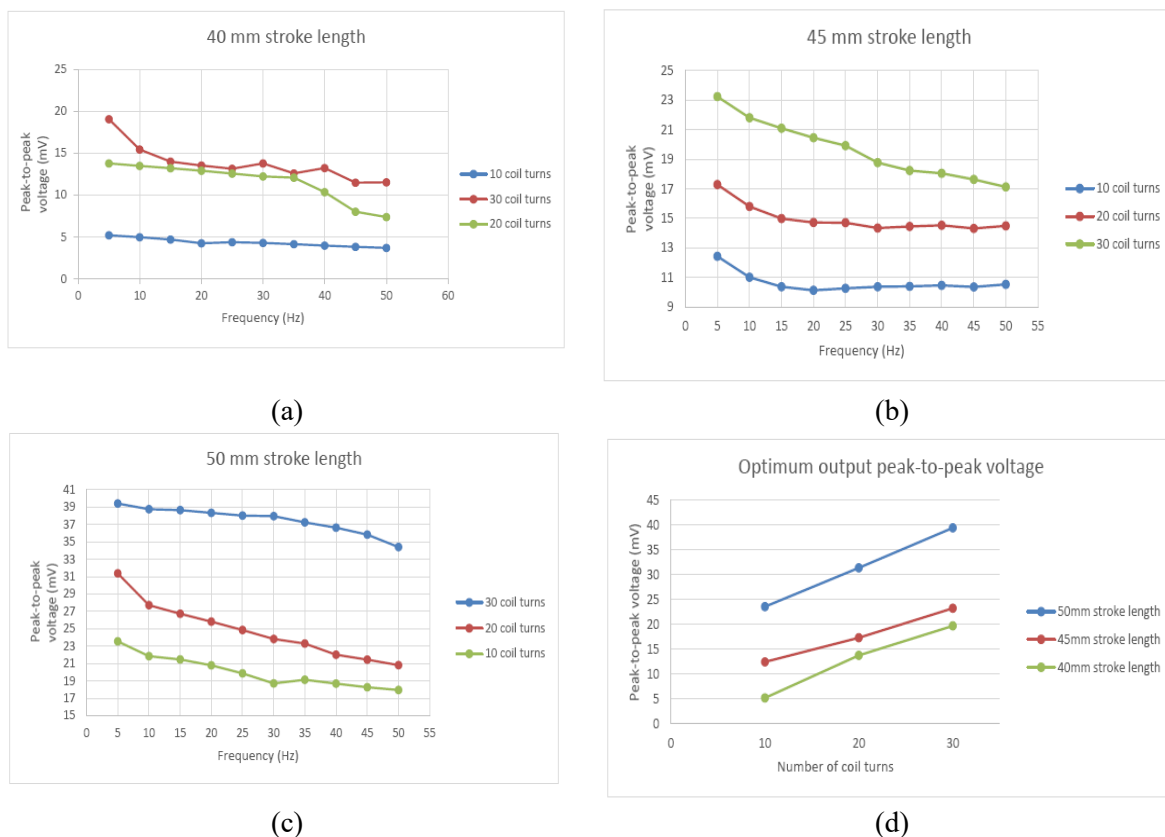 40 mm stroke length
25
20
15
10
5
0
Peak-to-peak
voltage (mV)
0 10 20 30 40 50 60
Frequency (Hz)
10 coil turns
30 coil turns
20 coil turns
(a)
45 mm stroke length
25
23
21
19
17
15
13
11
9
Peak-to-peak
voltage (mV)
0 5 10 15 20 25 30 35 40 45 50 55
Frequency (Hz)
10 coil turns
20 coil turns
30 coil turns
(b)
50 mm stroke length
41
39
37
35
33
31
29
27
25
23
21
19
17
15
Peak-to-peak
voltage (mV)
0 5 10 15 20 25 30 35 40 45 50 55
Frequency (Hz)
30 coil turns
20 coil turns
10 coil turns
(c)
Optimum output peak-to-peak voltage
45
40
35
30
25
20
15
10
5
0
Peak-to-peak voltage (mV)
0 10 20 30
Number of coil turns
50mm stroke length
45mm stroke length
40mm stroke length
(d)